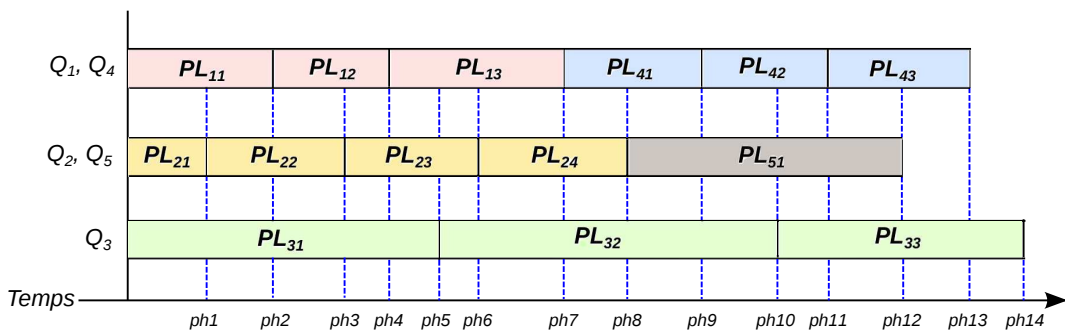 Q1, Q4 PL11 PL12 PL13 PL41 PL42 PL43
Q2, Q5 PL21 PL22 PL23 PL24 PL51
Q3 PL31 PL32 PL33
Temps
ph1 ph2 ph3 ph4 ph5 ph6 ph7 ph8 ph9 ph10 ph11 ph12 ph13 ph14